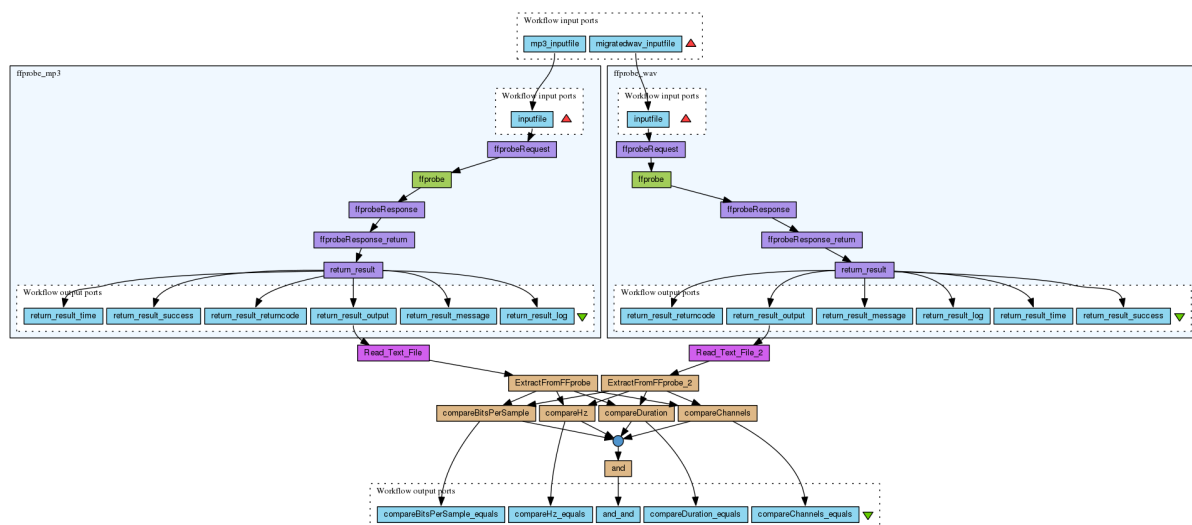 Workflow input ports
mp3_inputfile migratedwav_inputfile
ffprobe_mp3 ffprobe_wav
Workflow input ports Workflow input ports
inputfile inputfile
ffprobeRequest ffprobeRequest
ffprobe ffprobe
ffprobeResponse ffprobeResponse
ffprobeResponse_return ffprobeResponse_return
return_result return_result
Workflow output ports Workflow output ports
return_result_time return_result_success return_result_returncode return_result_output return_result_message return_result_log return_result_returncode return_result_output return_result_message return_result_log return_result_time return_result_success
Read_Text_File Read_Text_File_2
ExtractFromFFprobe ExtractFromFFprobe_2
compareBitsPerSample compareHz compareDuration compareChannels
and
Workflow output ports
compareBitsPerSample_equals compareHz_equals and_and compareDuration_equals compareChannels_equals